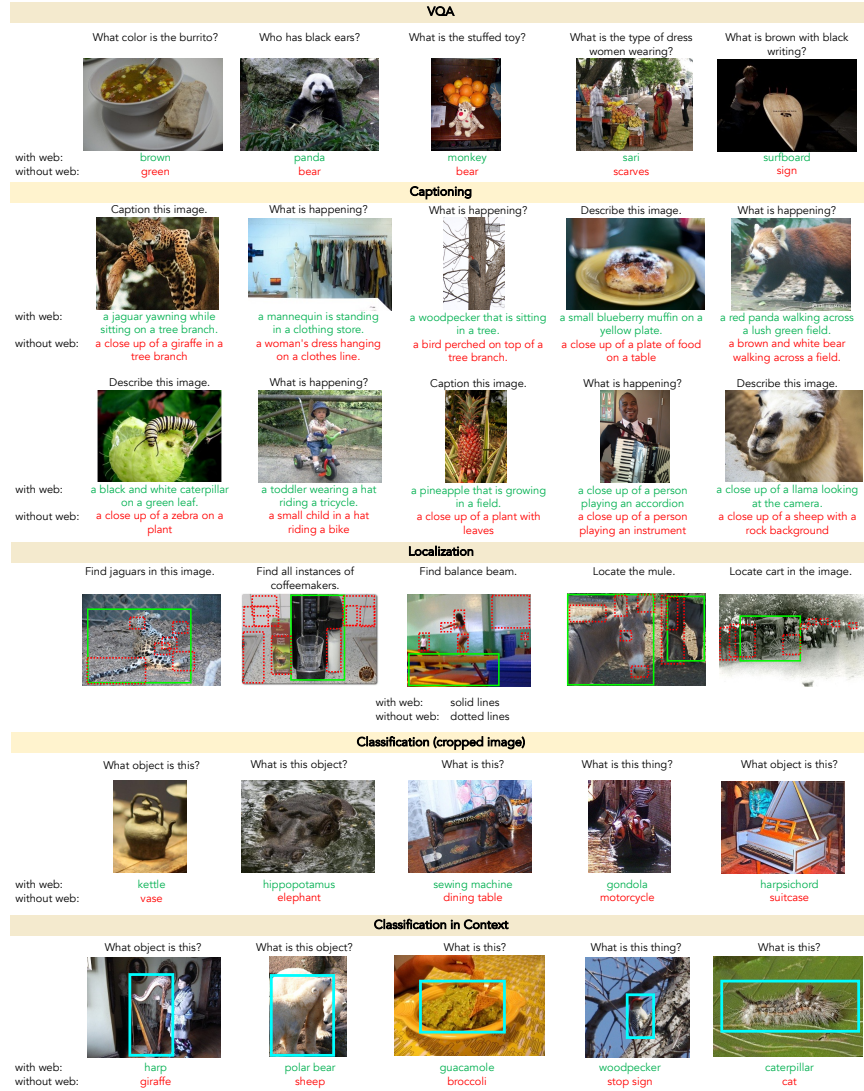 VQA
What color is the burrito?
Who has black ears?
What is the stuffed toy?
What is the type of dress
women wearing?
What is brown with black
writing?
with web:
brown
panda
monkey
sari
surfboard
without web:
green
bear
bear
scarves
sign
Captioning
Caption this image.
What is happening?
What is happening?
Describe this image.
What is happening?
with web:
a jaguar yawning while
sitting on a tree branch.
a mannequin is standing
in a clothing store.
a woodpecker that is sitting
in a tree.
a small blueberry muffin on a
yellow plate.
a red panda walking across
a lush green field.
without web:
a close up of a giraffe in a
tree branch
a woman's dress hanging
on a clothes line.
a bird perched on top of a
tree branch.
a close up of a plate of food
on a table
a brown and white bear
walking across a field.
Describe this image.
What is happening?
Caption this image.
What is happening?
Describe this image.
with web:
a black and white caterpillar
on a green leaf.
a toddler wearing a hat
riding a tricycle.
a pineapple that is growing
in a field.
a close up of a person
playing an accordion
a close up of a llama looking
at the camera.
without web:
a close up of a zebra on a
plant
a small child in a hat
riding a bike
a close up of a plant with
leaves
a close up of a person
playing an instrument
a close up of a sheep with a
rock background
Localization
Find jaguars in this image.
Find all instances of
coffeemakers.
Find balance beam.
Locate the mule.
Locate cart in the image.
with web: solid lines
without web: dotted lines
Classification (cropped image)
What object is this?
What is this object?
What is this?
What is this thing?
What object is this?
with web:
kettle
hippopotamus
sewing machine
gondola
harpsichord
without web:
vase
elephant
dining table
motorcycle
suitcase
Classification in Context
What object is this?
What is this object?
What is this?
What is this thing?
What is this?
with web:
harp
polar bear
guacamole
woodpecker
caterpillar
without web:
giraffe
sheep
broccoli
stop sign
cat